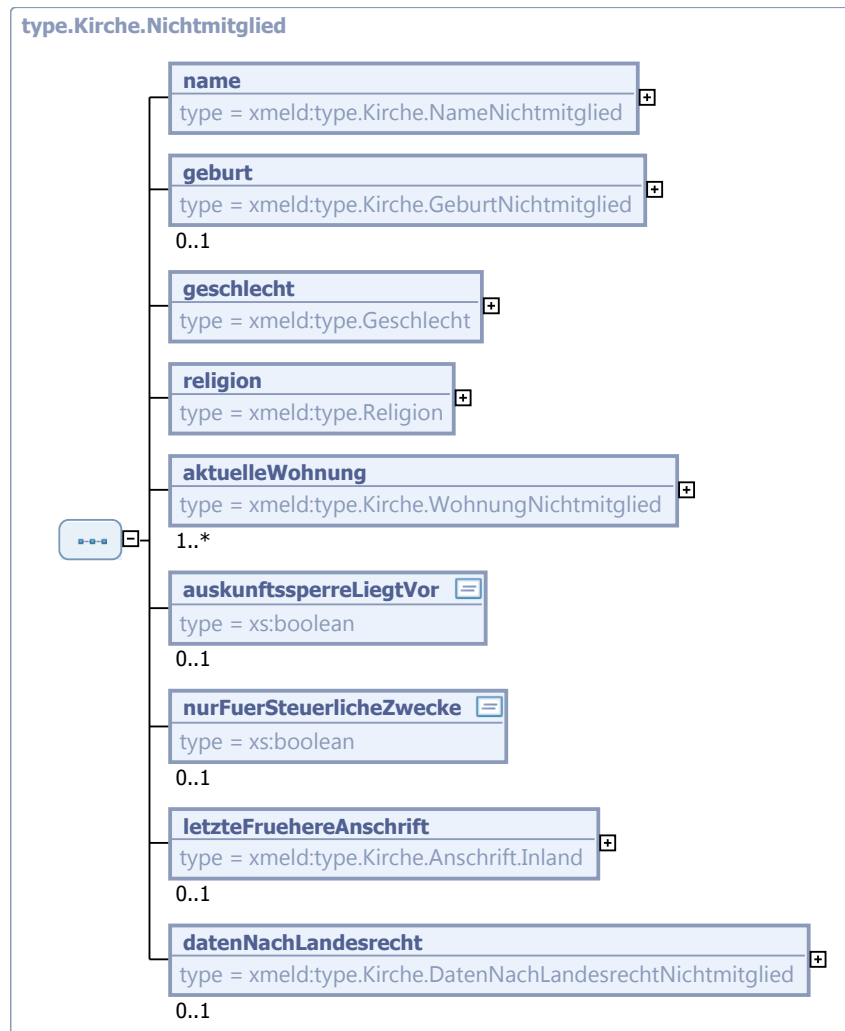 type.Kirche.Nichtmitglied
name
type = xmeld:type.Kirche.NameNichtmitglied
geburt
type = xmeld:type.Kirche.GeburtNichtmitglied
0..1
geschlecht
type = xmeld:type.Geschlecht
religion
type = xmeld:type.Religion
aktuelleWohnung
type = xmeld:type.Kirche.WohnungNichtmitglied
1..*
auskunftssperreLiegtVor
type = xs:boolean
0..1
nurFuerSteuerlicheZwecke
type = xs:boolean
0..1
letzteFruehereAnschrift
type = xmeld:type.Kirche.Anschrift.Inland
0..1
datenNachLandesrecht
type = xmeld:type.Kirche.DatenNachLandesrechtNichtmitglied
0..1